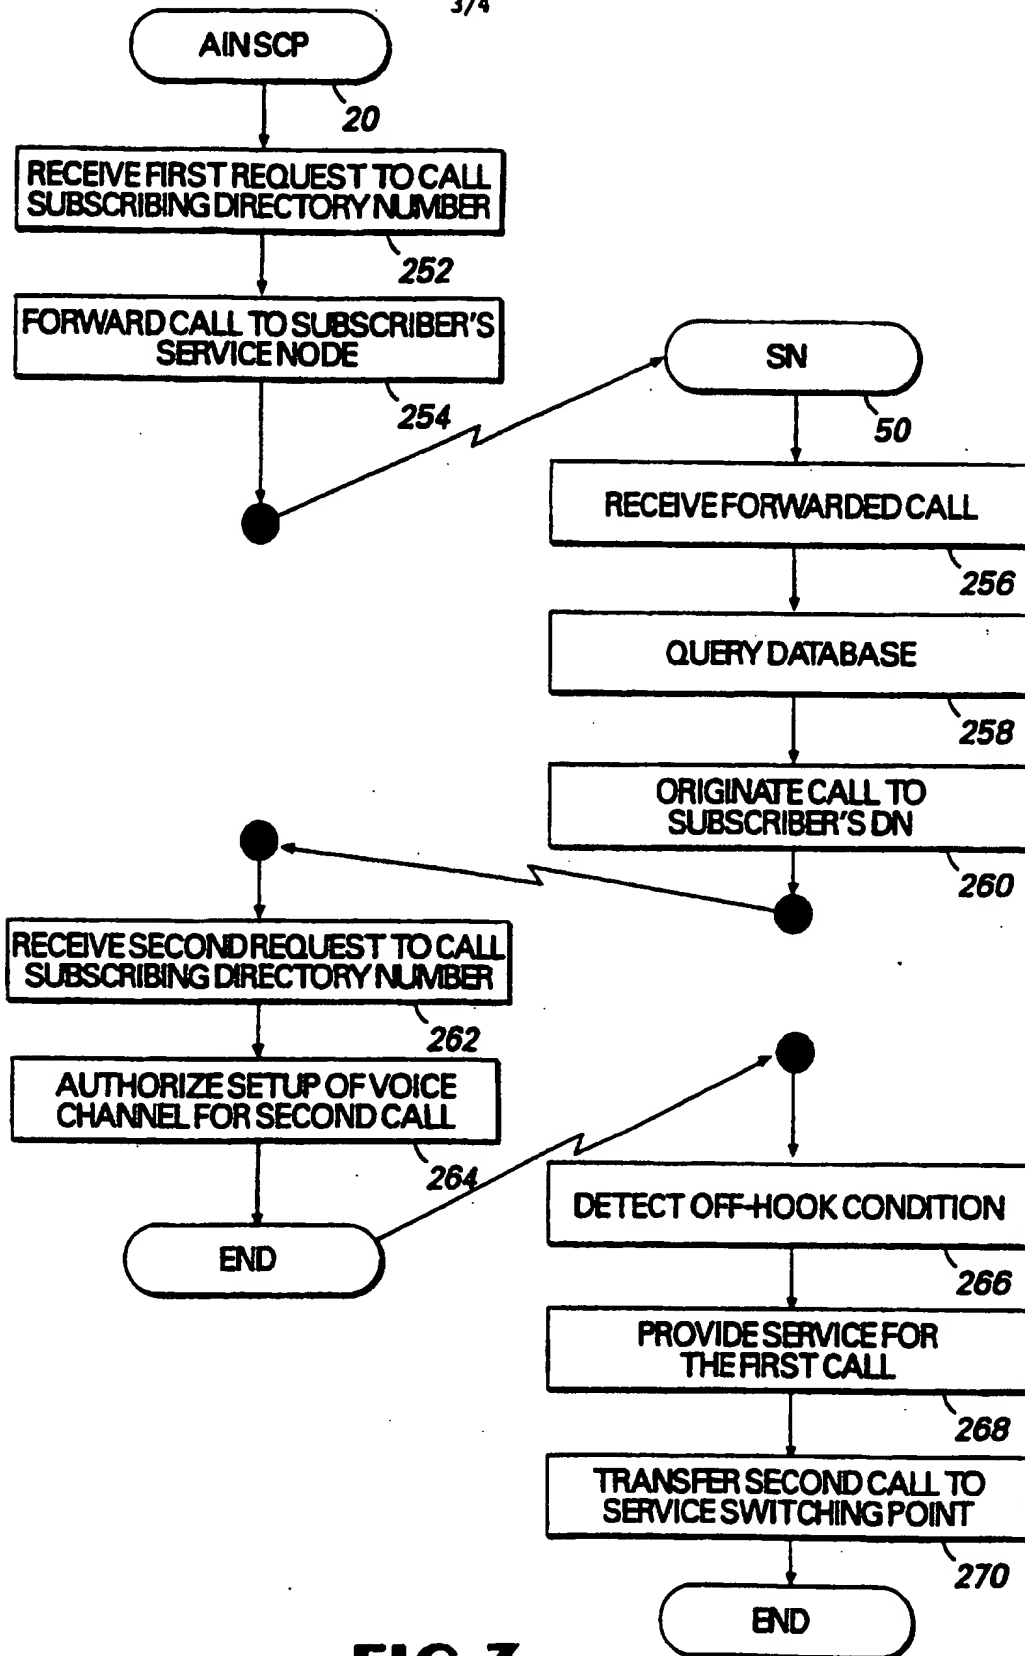 3/4
AIN SCP
20
RECEIVE FIRST REQUEST TO CALL
SUBSCRIBING DIRECTORY NUMBER
252
FORWARD CALL TO SUBSCRIBER'S
SERVICE NODE
254
SN
50
RECEIVE FORWARDED CALL
256
QUERY DATABASE
258
ORIGINATE CALL TO
SUBSCRIBER'S DN
260
RECEIVE SECOND REQUEST TO CALL
SUBSCRIBING DIRECTORY NUMBER
262
AUTHORIZE SETUP OF VOICE
CHANNEL FOR SECOND CALL
264
END
DETECT OFF-HOOK CONDITION
266
PROVIDE SERVICE FOR
THE FIRST CALL
268
TRANSFER SECOND CALL TO
SERVICE SWITCHING POINT
270
END
FIG. 3